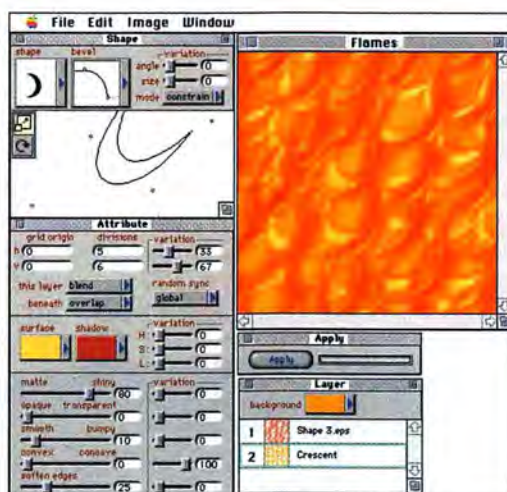 File Edit Image Window
Shape
shape bevel variation
angle 0
size 0
mode constrain
Flames
Attribute
grid origin divisions variation
h 0 5 33
v 0 6 67
this layer blend random sync
beneath overlap global
surface shadow variation
H: 0
S: 0
L: 0
matte shiny variation
80 0
opaque transparent
0 0
smooth bumpy
10 0
convex concave
0 100
soften edges
25 0
Apply
Apply
Layer
background
1 Shape 3.eps
2 Crescent